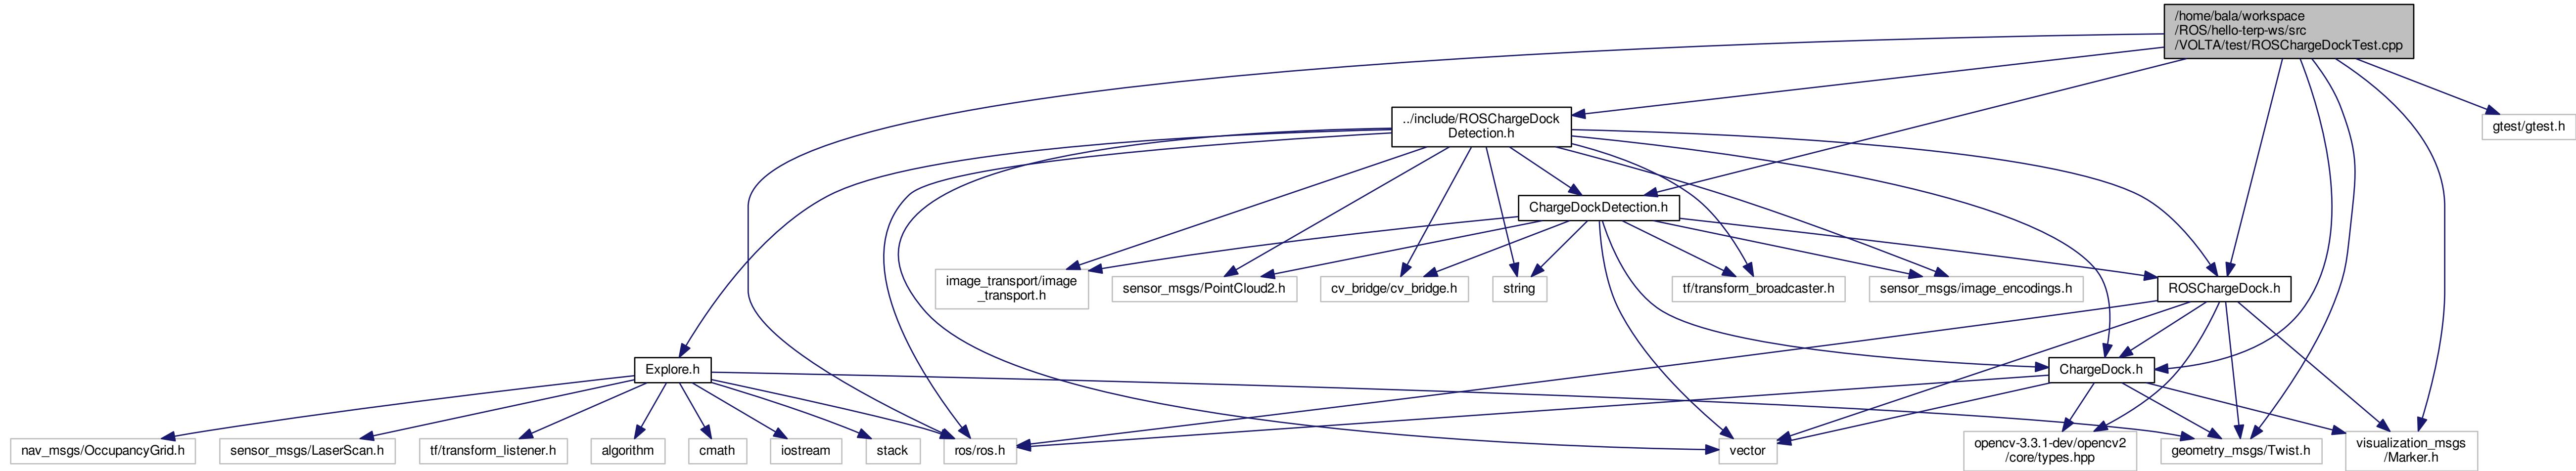 /home/bala/workspace
/ROS/hello-terp-ws/src
/VOLTA/test/ROSChargeDockTest.cpp
../include/ROSChargeDock
Detection.h
gtest/gtest.h
ChargeDockDetection.h
image_transport/image
_transport.h
sensor_msgs/PointCloud2.h
cv_bridge/cv_bridge.h
string
tf/transform_broadcaster.h
sensor_msgs/image_encodings.h
ROSChargeDock.h
Explore.h
ChargeDock.h
nav_msgs/OccupancyGrid.h
sensor_msgs/LaserScan.h
tf/transform_listener.h
algorithm
cmath
iostream
stack
ros/ros.h
vector
opencv-3.3.1-dev/opencv2
/core/types.hpp
geometry_msgs/Twist.h
visualization_msgs
/Marker.h